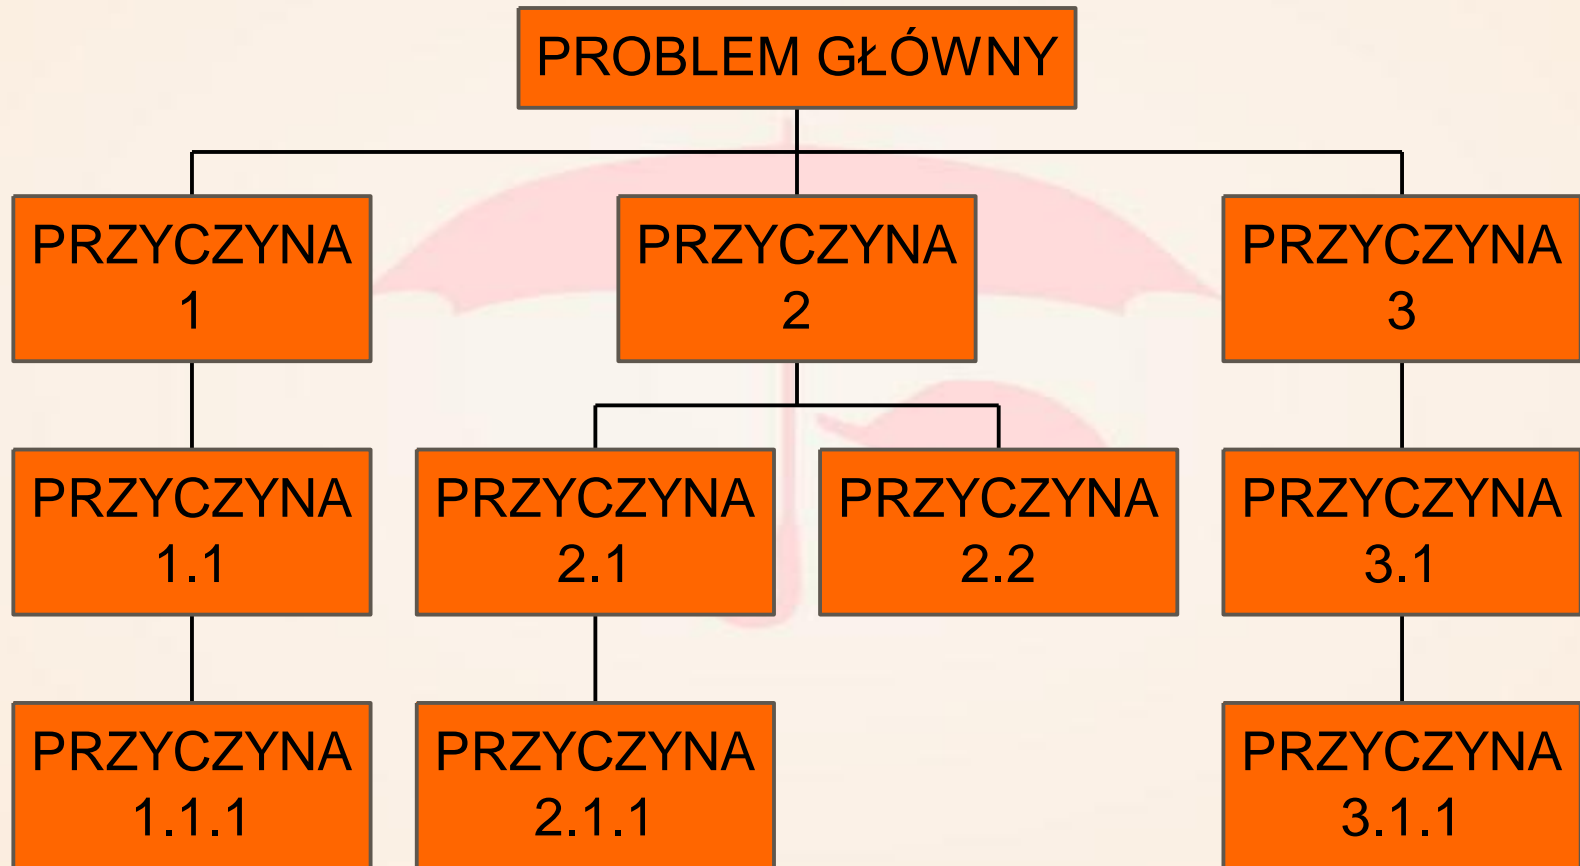 PROBLEM GŁÓWNY
PRZYCZYNA
1
PRZYCZYNA
2
PRZYCZYNA
3
PRZYCZYNA
1.1
PRZYCZYNA
2.1
PRZYCZYNA
2.2
PRZYCZYNA
3.1
PRZYCZYNA
1.1.1
PRZYCZYNA
2.1.1
PRZYCZYNA
3.1.1